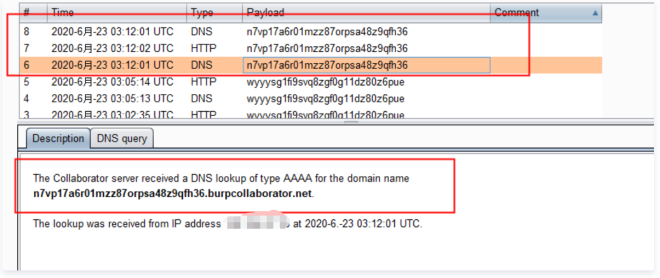 # Time Type Payload Comment
8 2020-6月-23 03:12:01 UTC DNS n7vp17a6r01mzz87orpsa48z9qfh36
7 2020-6月-23 03:12:02 UTC HTTP n7vp17a6r01mzz87orpsa48z9qfh36
6 2020-6月-23 03:12:01 UTC DNS n7vp17a6r01mzz87orpsa48z9qfh36
5 2020-6月-23 03:05:14 UTC HTTP wyyysg1fi9svq8zgf0g11dz80z6pue
4 2020-6月-23 03:05:13 UTC DNS wyyysg1fi9svq8zgf0g11dz80z6pue
3 2020-6月-23 03:02:35 UTC HTTP wyyysg1fi9svq8zgf0g11dz80z6pue
Description DNS query
The Collaborator server received a DNS lookup of type AAAA for the domain name
n7vp17a6r01mzz87orpsa48z9qfh36.burpcollaborator.net.
The lookup was received from IP address at 2020-6.-23 03:12:01 UTC.